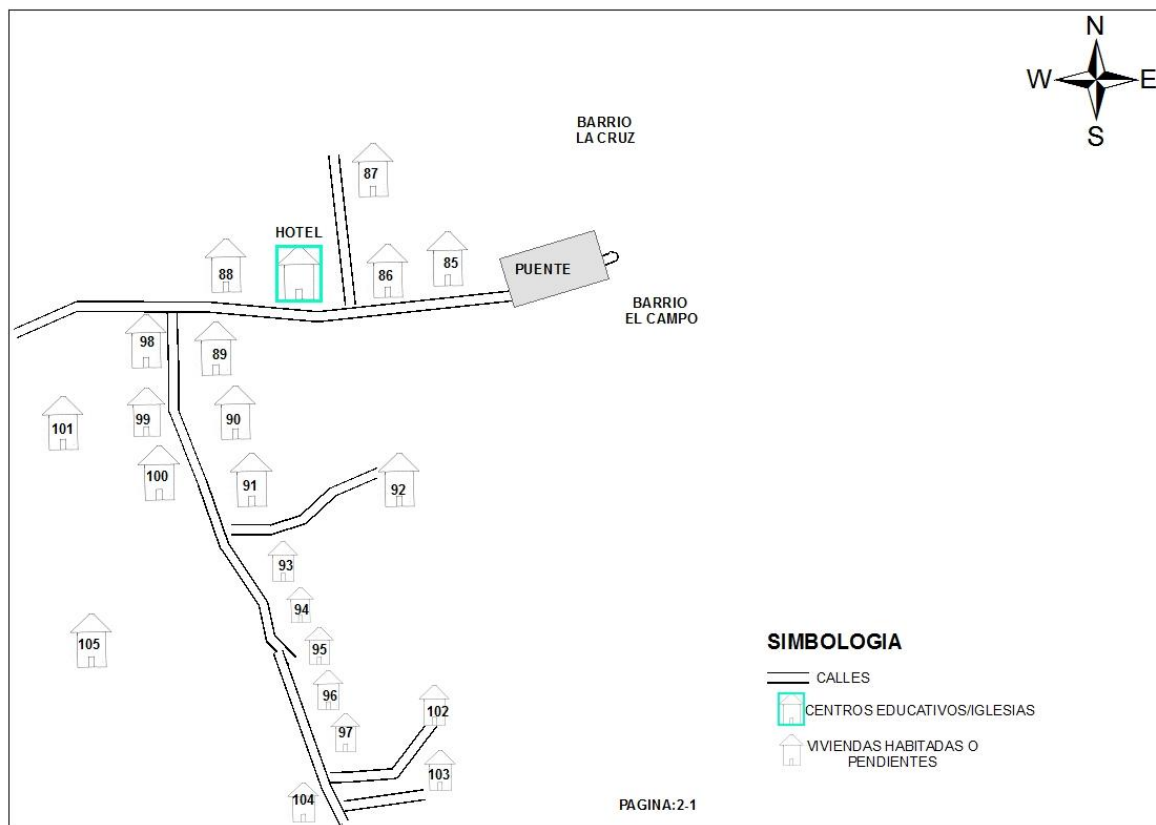 N
W E
S
BARRIO
LA CRUZ
87
HOTEL
88
86
85
PUENTE
BARRIO
EL CAMPO
98
89
101
99
90
100
91
92
93
94
105
95
96
97
102
103
104
SIMBOLOGIA
CALLES
CENTROS EDUCATIVOS/IGLESIAS
VIVIENDAS HABITADAS O
PENDIENTES
PAGINA:2-1